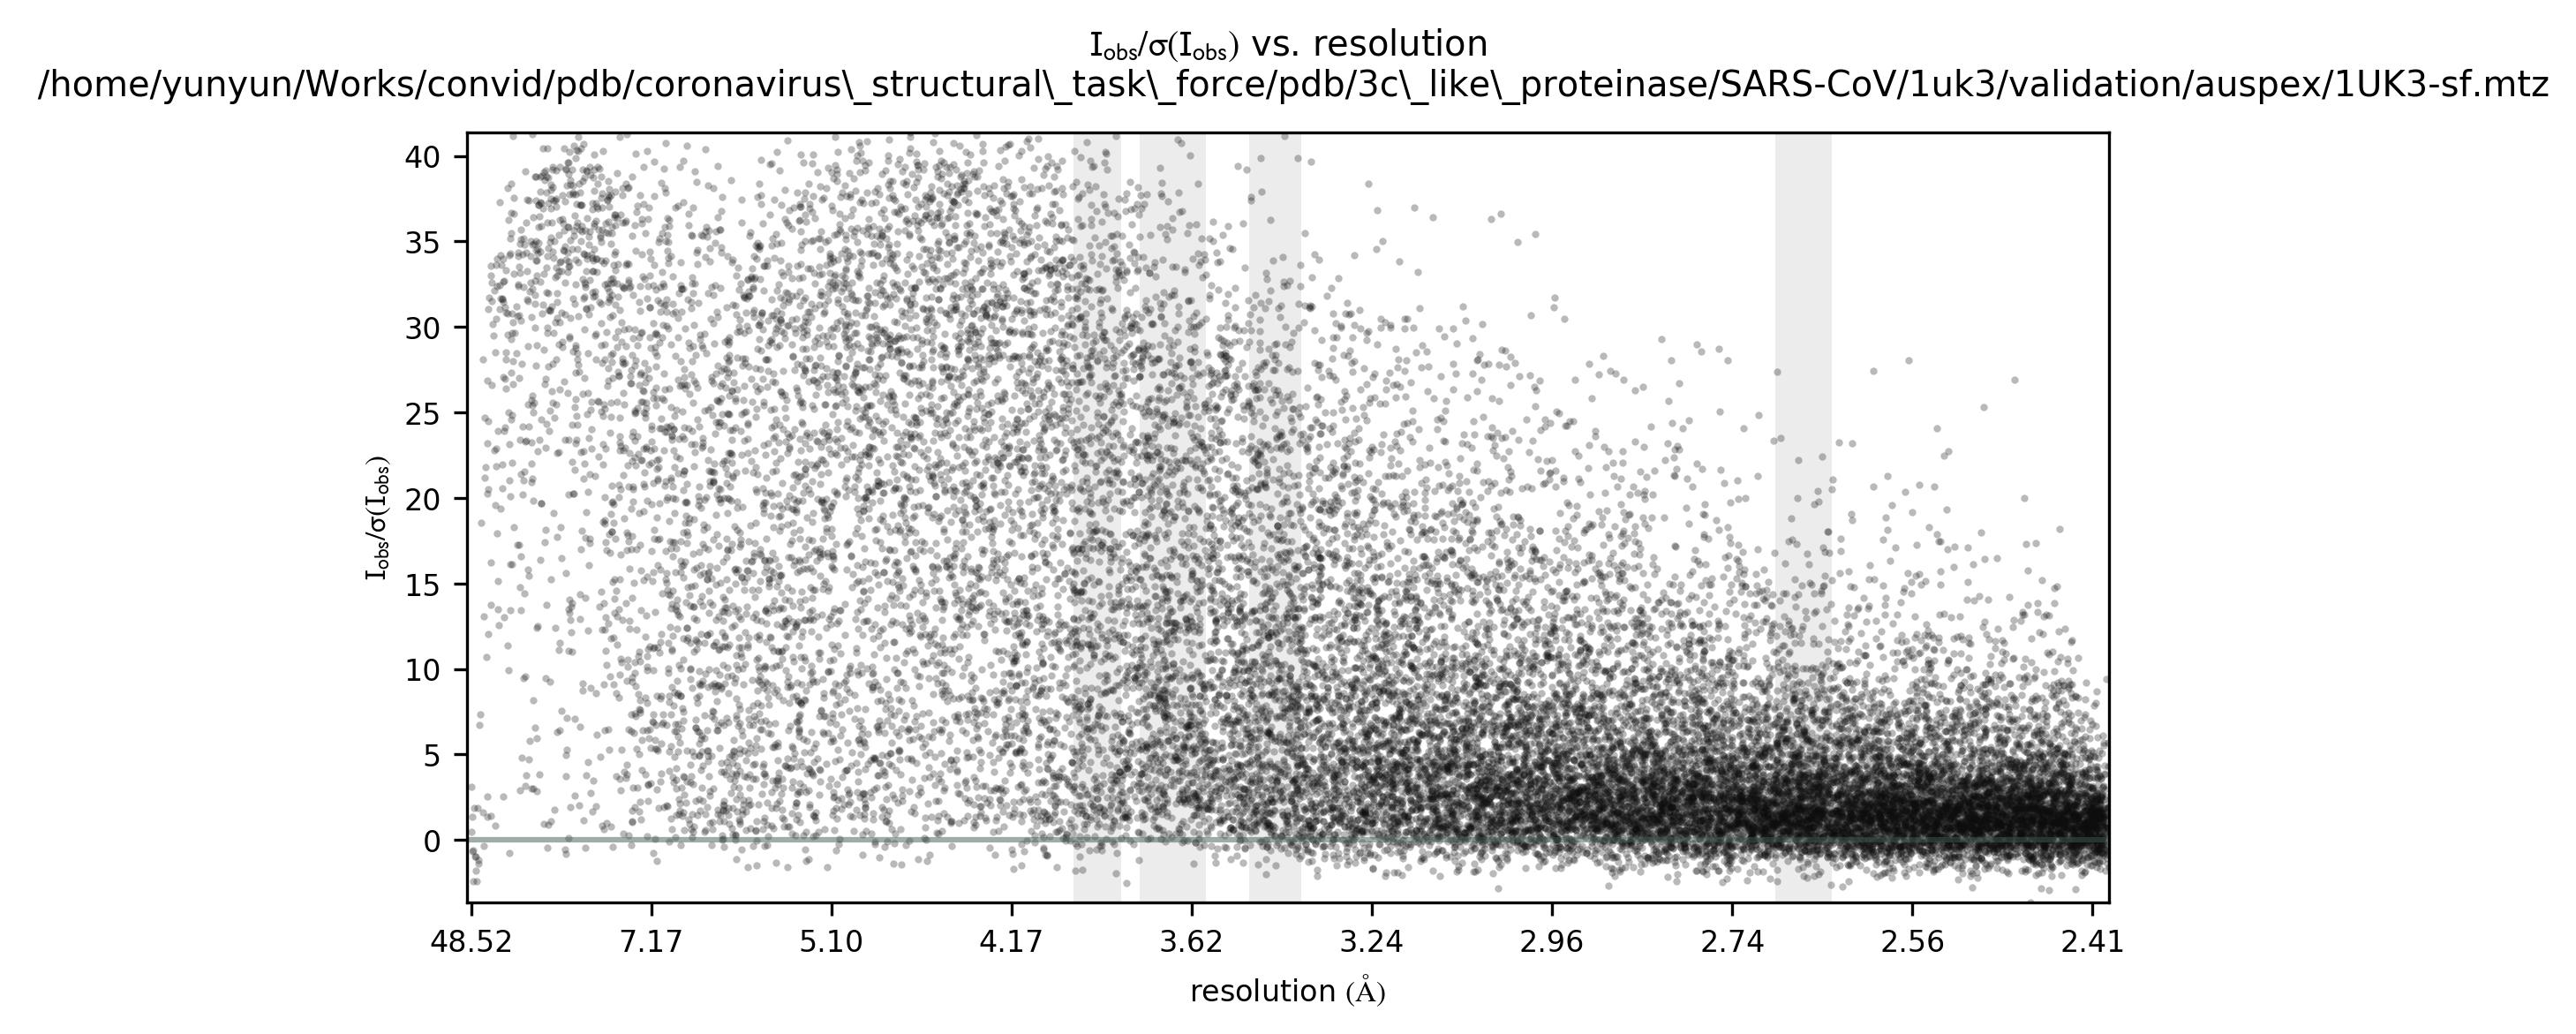 Iobs/σ(Iobs) vs. resolution
/home/yunyun/Works/convid/pdb/coronavirus\_structural\_task\_force/pdb/3c\_like\_proteinase/SARS-CoV/1uk3/validation/auspex/1UK3-sf.mtz
Iobs/σ(Iobs)
40
35
30
25
20
15
10
5
0
48.52 7.17 5.10 4.17 3.62 3.24 2.96 2.74 2.56 2.41
resolution (Å)